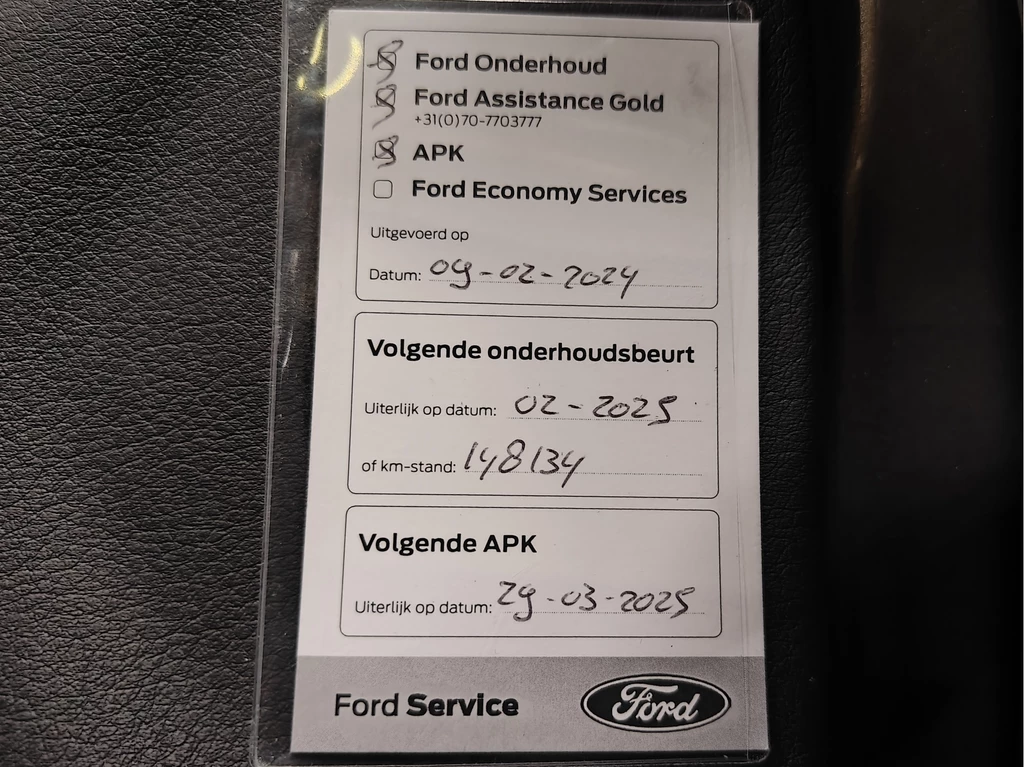 Ford Onderhoud
Ford Assistance Gold
+31(0)70-7703777
APK
Ford Economy Services
Uitgevoerd op
Datum: 09-02-2024
Volgende onderhoudsbeurt
Uiterlijk op datum: 02-2025
of km-stand: 148134
Volgende APK
Uiterlijk op datum: 29-03-2025
Ford Service
Ford